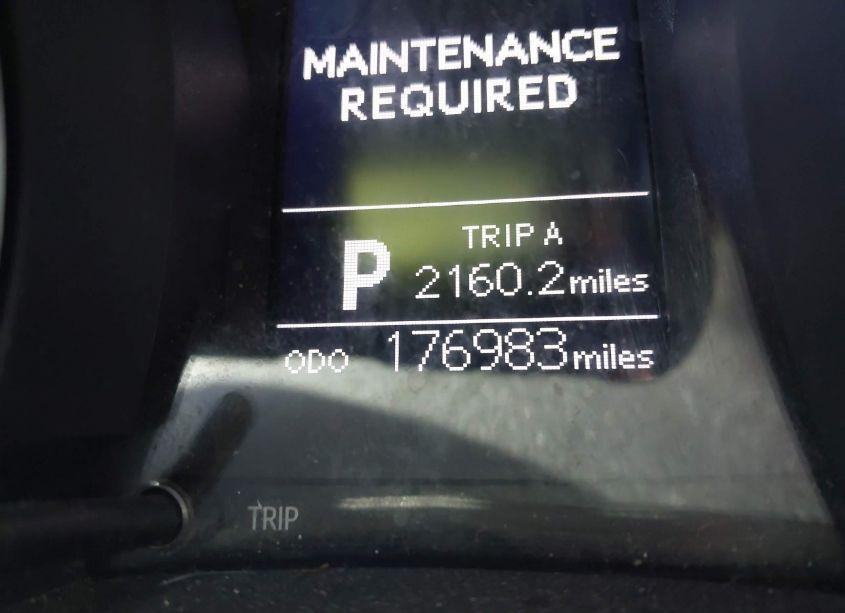 MAINTENANCE
REQUIRED
TRIP A
P 2160.2 miles
ODO 176983 miles
TRIP